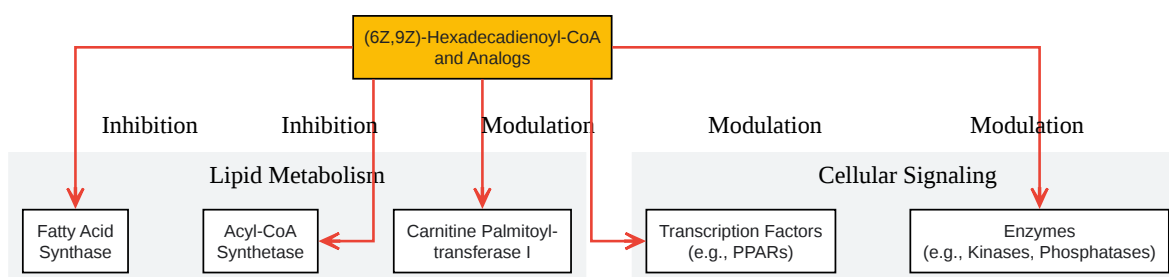 (6Z,9Z)-Hexadecadienoyl-CoA
and Analogs
Inhibition
Inhibition
Modulation
Modulation
Modulation
Lipid Metabolism
Cellular Signaling
Fatty Acid
Synthase
Acyl-CoA
Synthetase
Carnitine Palmitoyl-
transferase I
Transcription Factors
(e.g., PPARs)
Enzymes
(e.g., Kinases, Phosphatases)